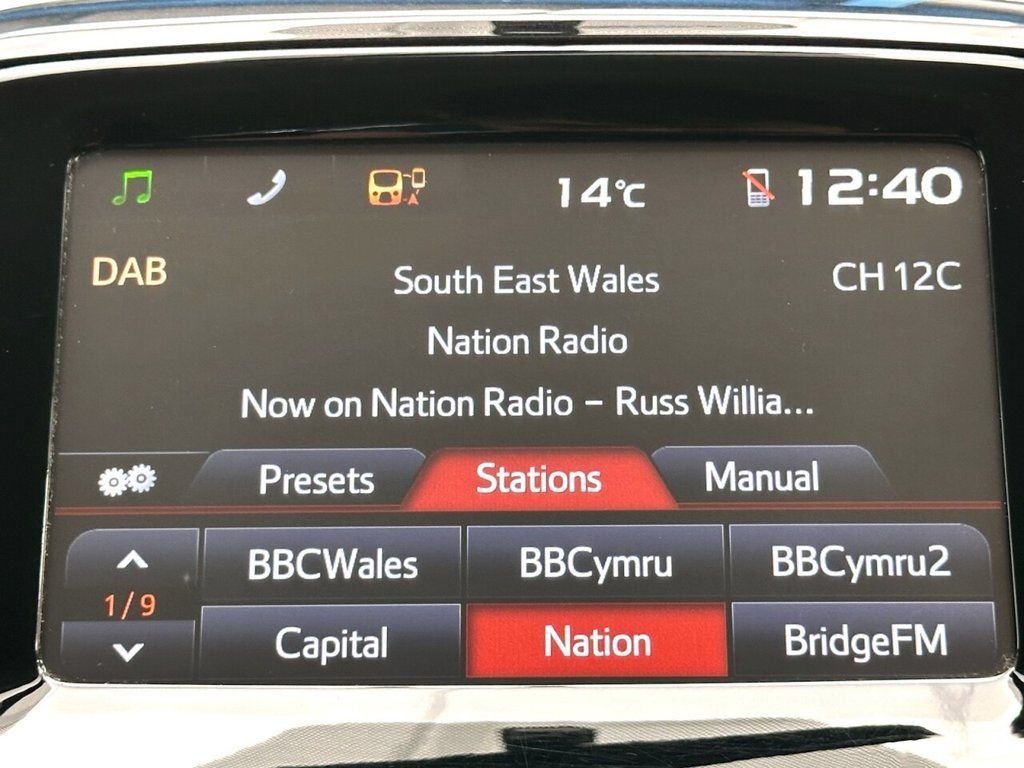 14°C 12:40
DAB South East Wales CH 12C
Nation Radio
Now on Nation Radio – Russ Willia...
Presets Stations Manual
BBCWales BBCymru BBCymru2
1/9
Capital Nation BridgeFM